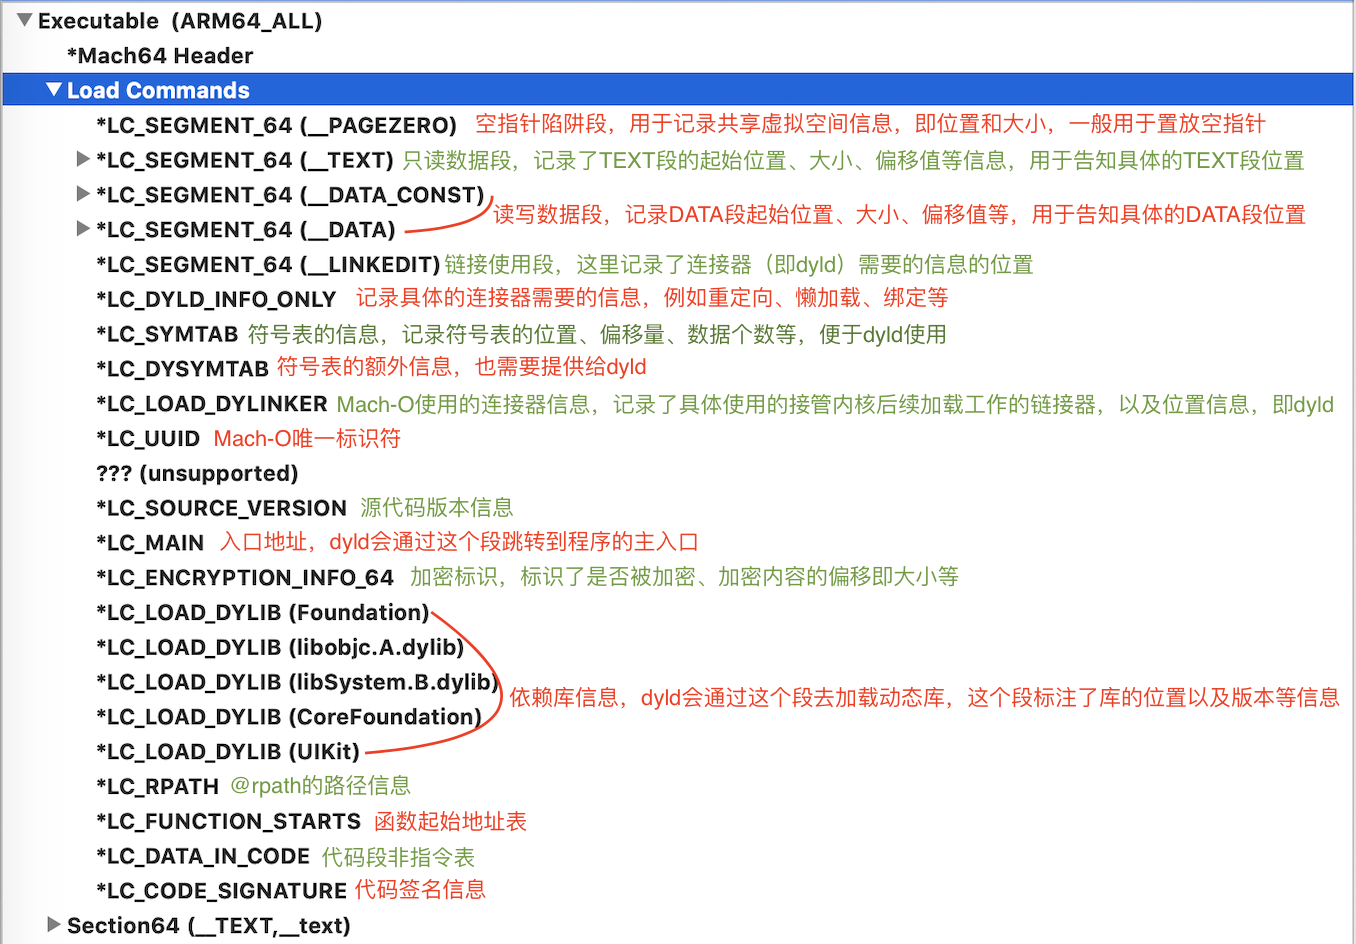 Executable (ARM64_ALL)
*Mach64 Header
Load Commands
*LC_SEGMENT_64 (__PAGEZERO) 空指针陷阱段，用于记录共享虚拟空间信息，即位置和大小，一般用于置放空指针
*LC_SEGMENT_64 (__TEXT) 只读数据段，记录了TEXT段的起始位置、大小、偏移值等信息，用于告知具体的TEXT段位置
*LC_SEGMENT_64 (__DATA_CONST)
读写数据段，记录DATA段起始位置、大小、偏移值等，用于告知具体的DATA段位置
*LC_SEGMENT_64 (__DATA)
*LC_SEGMENT_64 (__LINKEDIT) 链接使用段，这里记录了连接器（即dyld）需要的信息的位置
*LC_DYLD_INFO_ONLY 记录具体的连接器需要的信息，例如重定向、懒加载、绑定等
*LC_SYMTAB 符号表的信息，记录符号表的位置、偏移量、数据个数等，便于dyld使用
*LC_DYSYMTAB 符号表的额外信息，也需要提供给dyld
*LC_LOAD_DYLINKER Mach-O使用的连接器信息，记录了具体使用的接管内核后续加载工作的链接器，以及位置信息，即dyld
*LC_UUID Mach-O唯一标识符
??? (unsupported)
*LC_SOURCE_VERSION 源代码版本信息
*LC_MAIN 入口地址，dyld会通过这个段跳转到程序的主入口
*LC_ENCRYPTION_INFO_64 加密标识，标识了是否被加密、加密内容的偏移即大小等
*LC_LOAD_DYLIB (Foundation)
*LC_LOAD_DYLIB (libobjc.A.dylib)
*LC_LOAD_DYLIB (libSystem.B.dylib)
依赖库信息，dyld会通过这个段去加载动态库，这个段标注了库的位置以及版本等信息
*LC_LOAD_DYLIB (CoreFoundation)
*LC_LOAD_DYLIB (UIKit)
*LC_RPATH @rpath的路径信息
*LC_FUNCTION_STARTS 函数起始地址表
*LC_DATA_IN_CODE 代码段非指令表
*LC_CODE_SIGNATURE 代码签名信息
Section64 (__TEXT,__text)